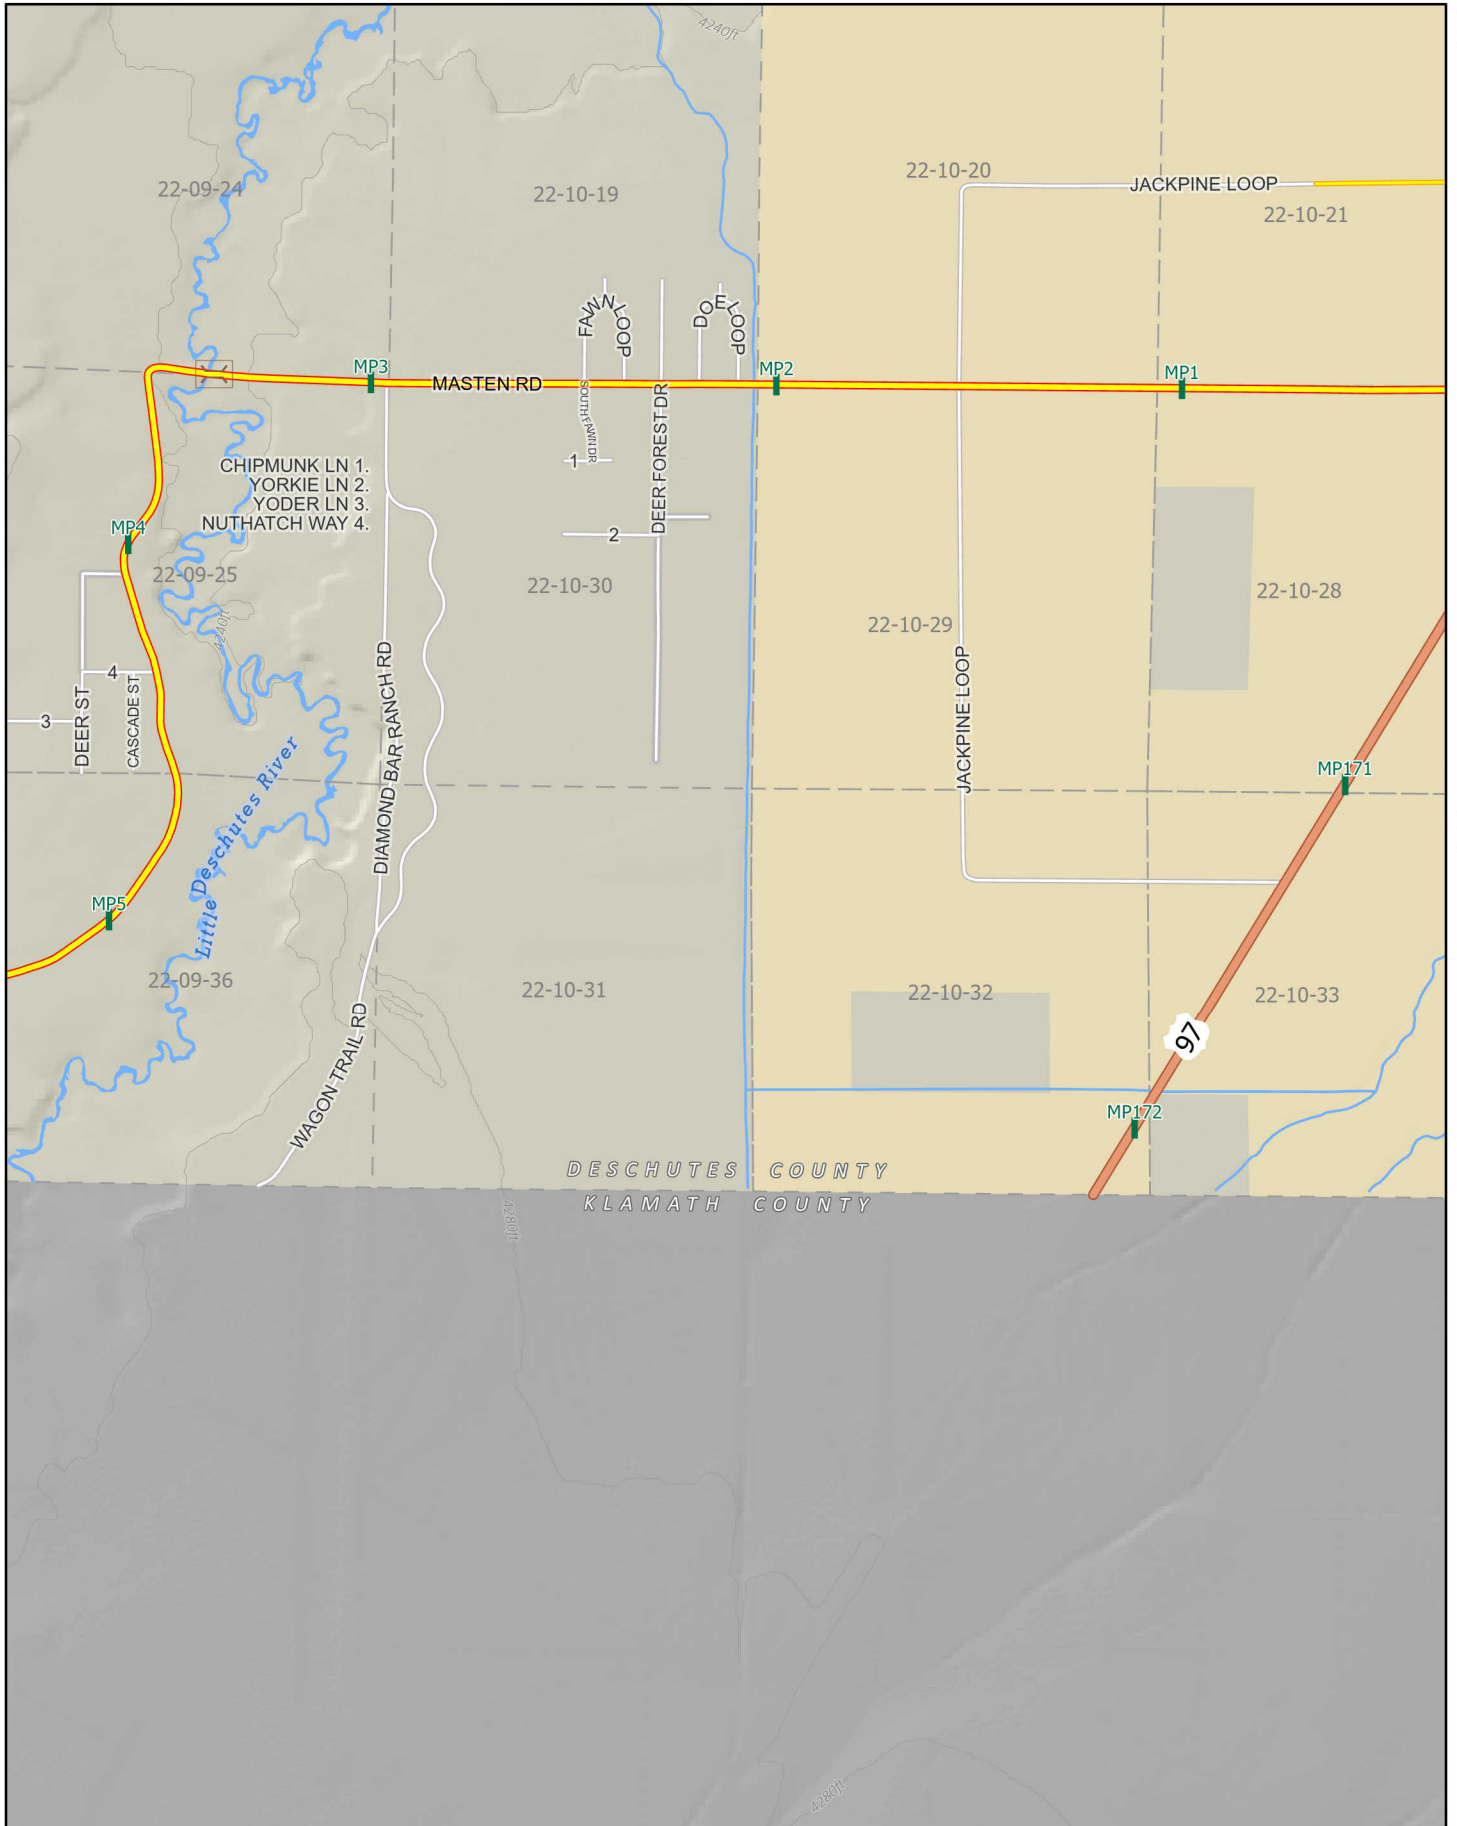 4240ft
22-09-24
22-10-19
22-10-20
JACKPINE LOOP
22-10-21
FAWN LOOP
DOE LOOP
MP3
MASTEN RD
MP2
MP1
SOUTH FAWN DR
DEER FOREST DR
1
CHIPMUNK LN 1.
YORKIE LN 2.
YODER LN 3.
NUTHATCH WAY 4.
MP4
2
22-09-25
22-10-30
22-10-28
22-10-29
4240ft
4
3
DEER ST
CASCADE ST
DIAMOND BAR RANCH RD
JACKPINE LOOP
MP171
Little Deschutes River
MP5
22-09-36
22-10-31
22-10-32
22-10-33
97
WAGON TRAIL RD
MP172
DESCHUTES COUNTY
KLAMATH COUNTY
4280ft
4280ft